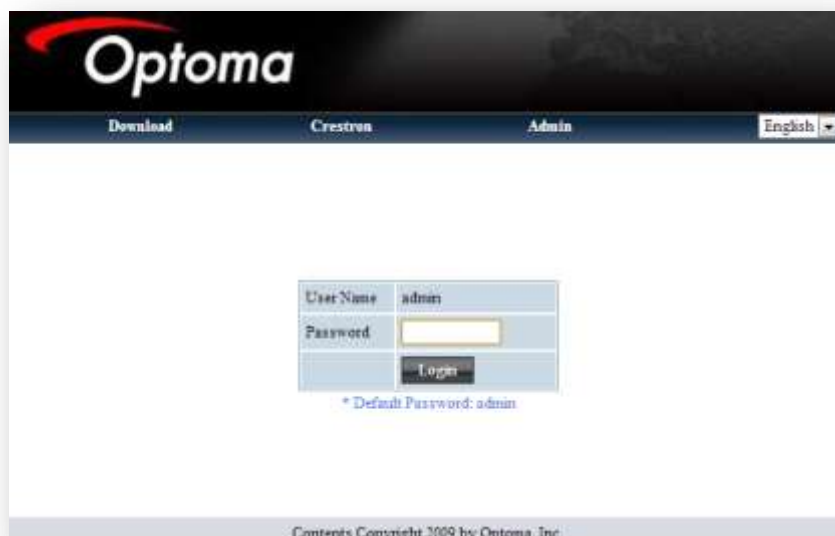 Optoma
Download Crestron Admin English
User Name admin
Password
Login
* Default Password: admin
Contents Copyright 2009 by Optoma, Inc.